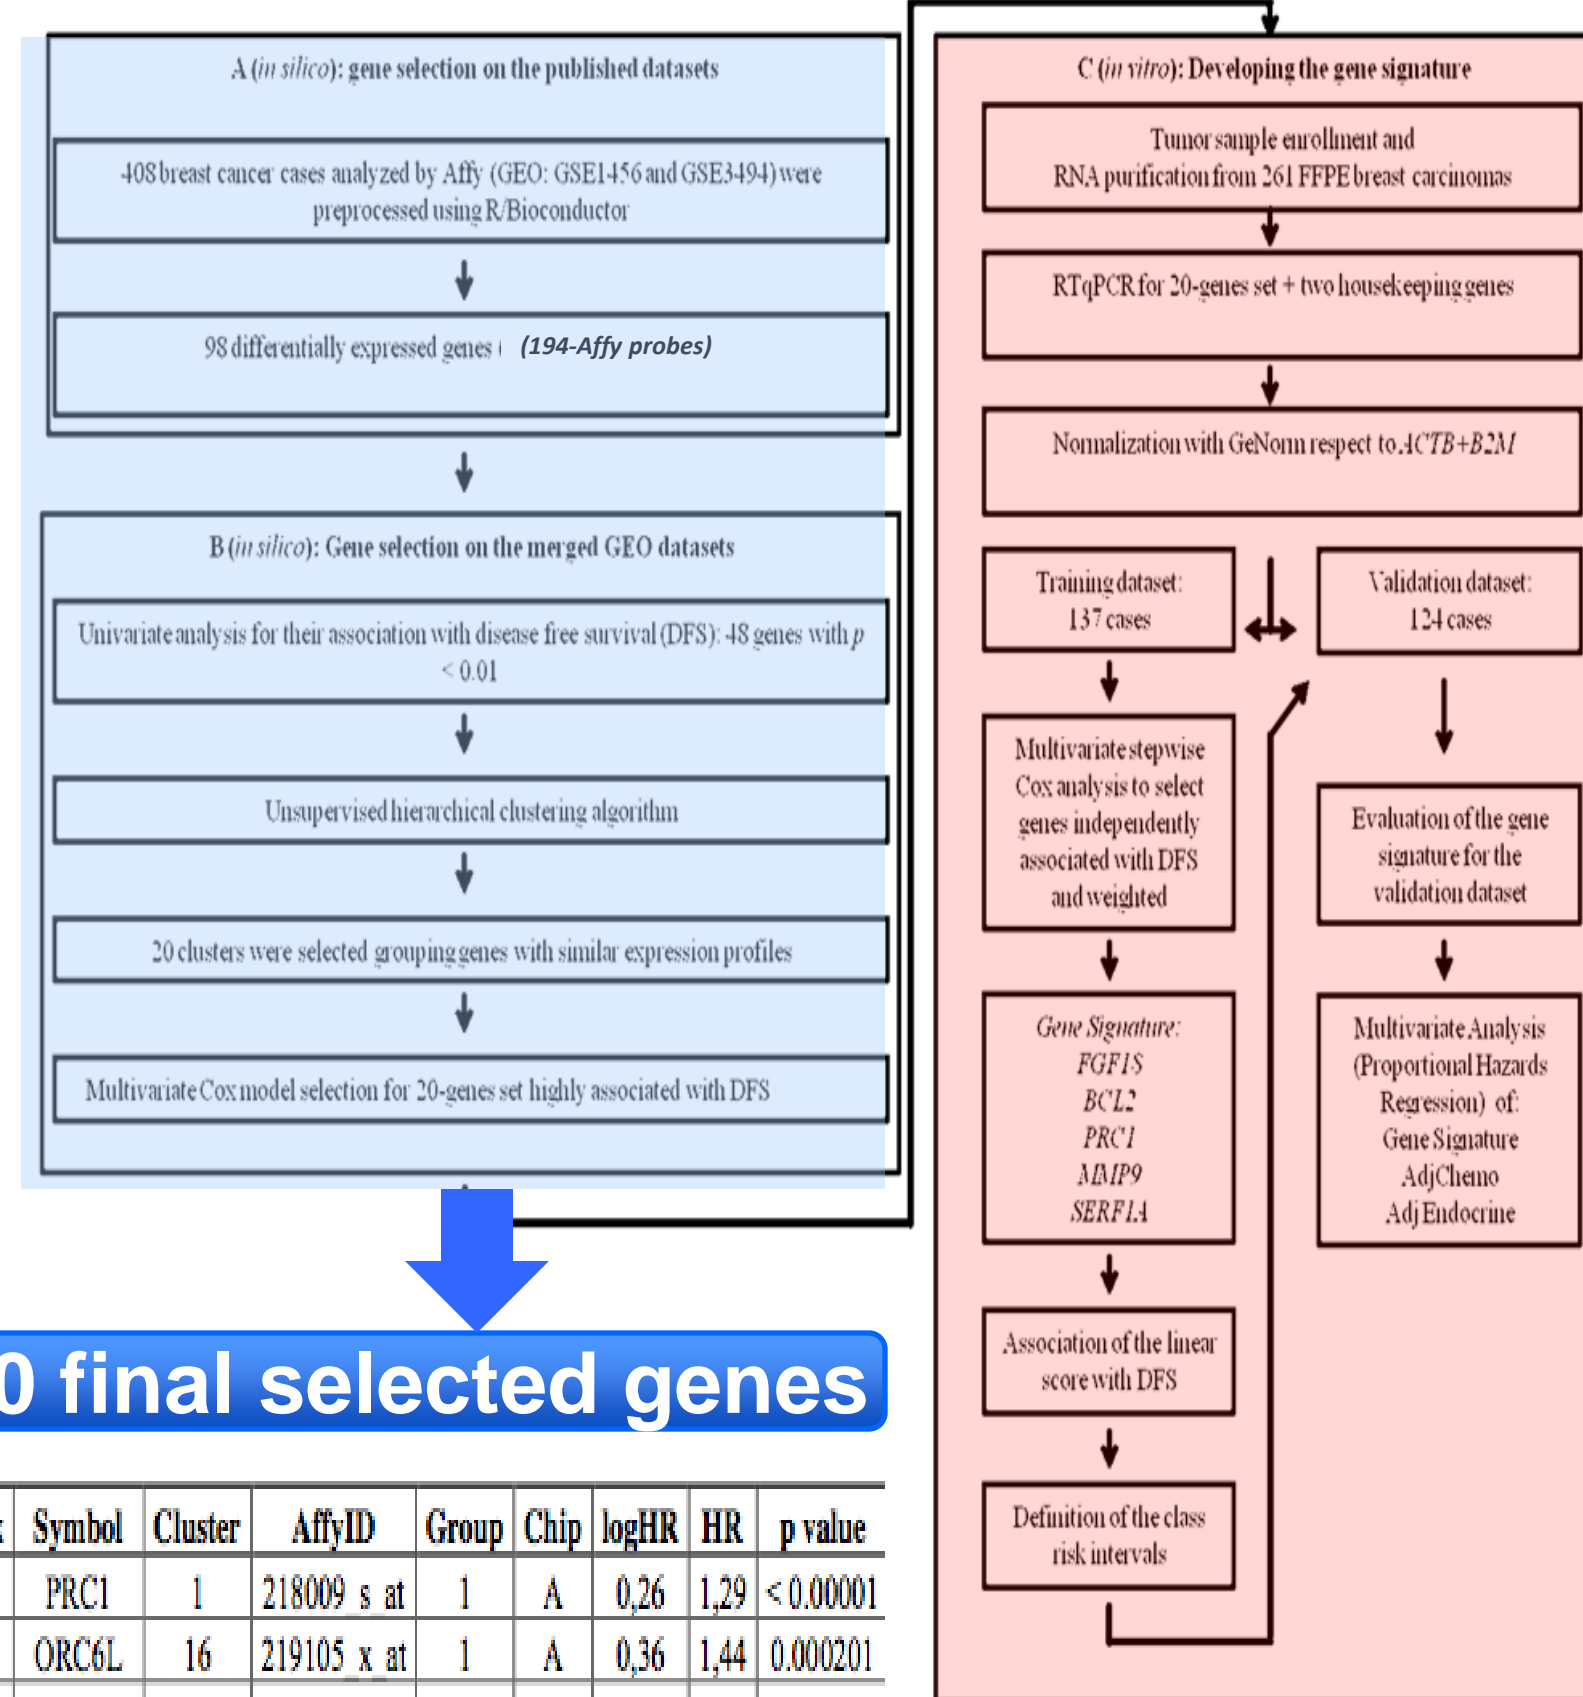 A (in silico): gene selection on the published datasets
408 breast cancer cases analyzed by Affy (GEO: GSE1456 and GSE3494) were
preprocessed using R/Bioconductor
98 differentially expressed genes (194-Affy probes)
B (in silico): Gene selection on the merged GEO datasets
Univariate analysis for their association with disease free survival (DFS): 48 genes with p
< 0.01
Unsupervised hierarchical clustering algorithm
20 clusters were selected grouping genes with similar expression profiles
Multivariate Cox model selection for 20-genes set highly associated with DFS
0 final selected genes
Symbol Cluster AffyID Group Chip logHR HR p value
PRC1 1 218009_s_at 1 A 0,26 1,29 < 0.00001
ORC6L 16 219105_x_at 1 A 0,36 1,44 0.000201
C (in vitro): Developing the gene signature
Tumor sample enrollment and
RNA purification from 261 FFPE breast carcinomas
RTqPCR for 20-genes set + two housekeeping genes
Normalization with GeNorm respect to ACTB+B2M
Training dataset:
137 cases
Multivariate stepwise
Cox analysis to select
genes independently
associated with DFS
and weighted
Gene Signature:
FGF18
BCL2
PRC1
MMP9
SERF1A
Association of the linear
score with DFS
Definition of the class
risk intervals
Validation dataset:
124 cases
Evaluation of the gene
signature for the
validation dataset
Multivariate Analysis
(Proportional Hazards
Regression) of:
Gene Signature
AdjChemo
Adj Endocrine